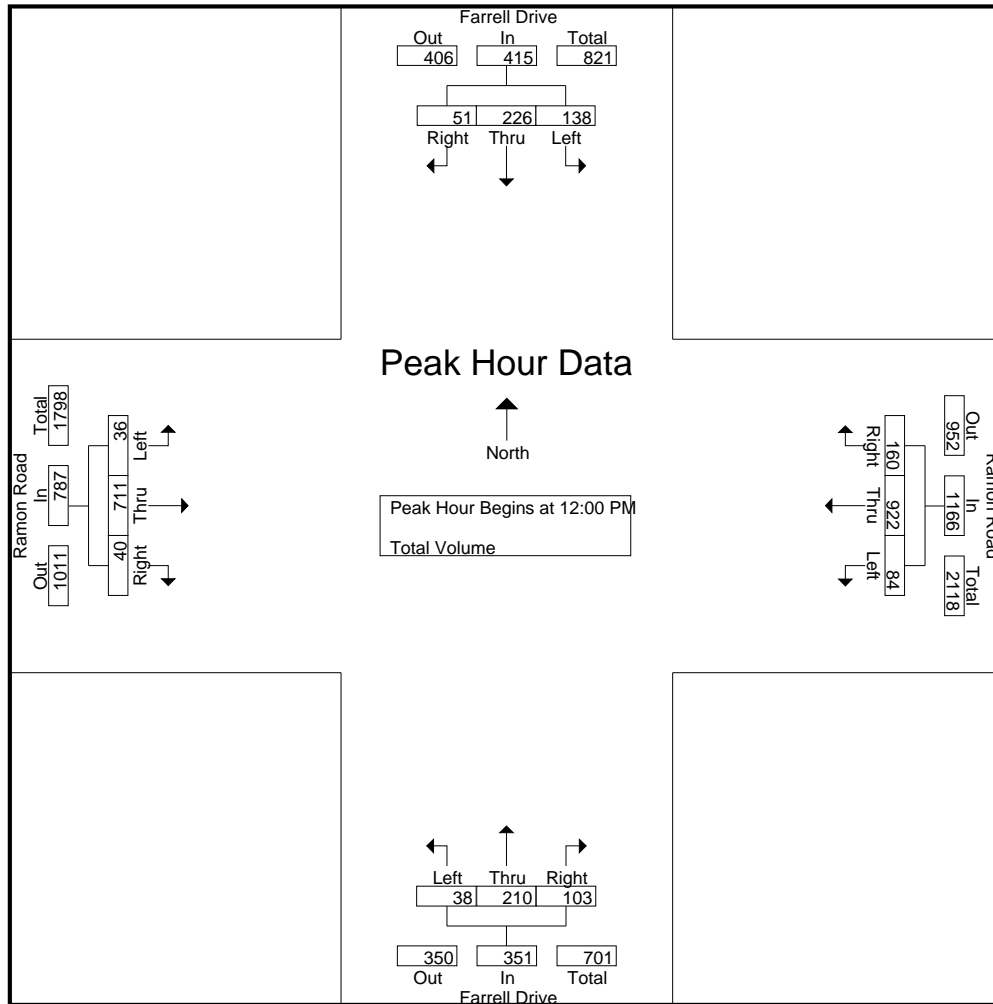 Farrell Drive
Out In Total
406 415 821
51 226 138
Right Thru Left
Peak Hour Data
North
Peak Hour Begins at 12:00 PM
Total Volume
Ramon Road
Total In Out
1798 787 1011
36 711 40
Left Thru Right
Right Thru Left
160 922 84
952 1166 2118
Out In Total
Ramon Road
Left Thru Right
38 210 103
350 351 701
Out In Total
Farrell Drive